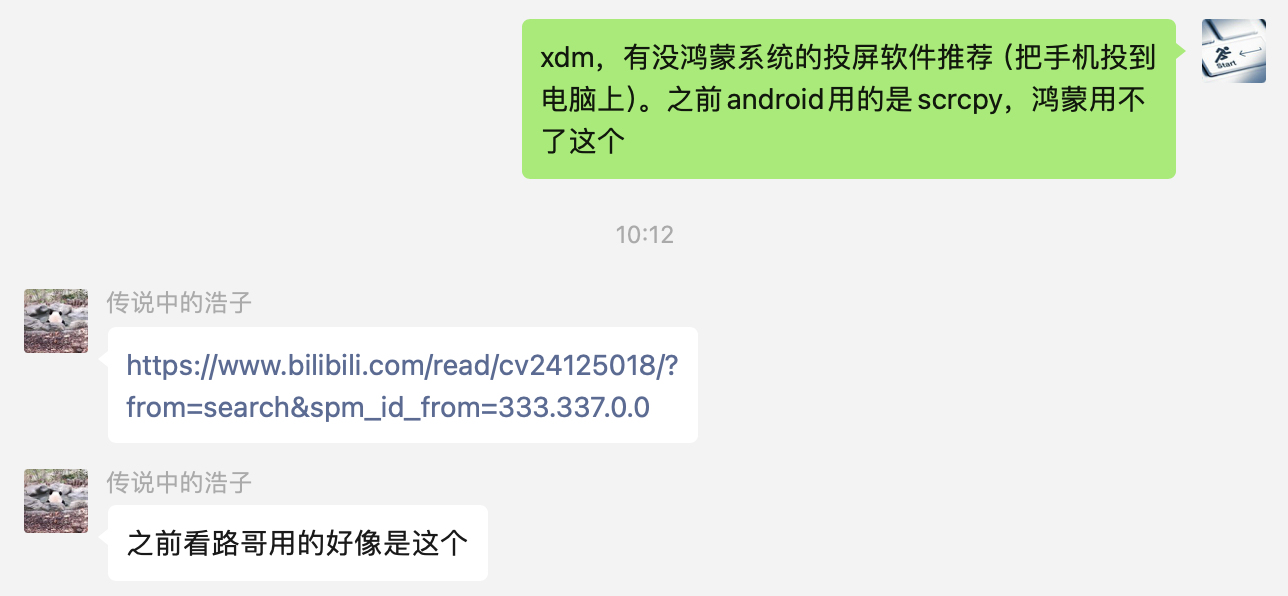 xdm，有没鸿蒙系统的投屏软件推荐（把手机投到
电脑上）。之前android用的是scrcpy，鸿蒙用不
了这个
Start
10:12
传说中的浩子
https://www.bilibili.com/read/cv24125018/?
from=search&spm_id_from=333.337.0.0
传说中的浩子
之前看路哥用的好像是这个